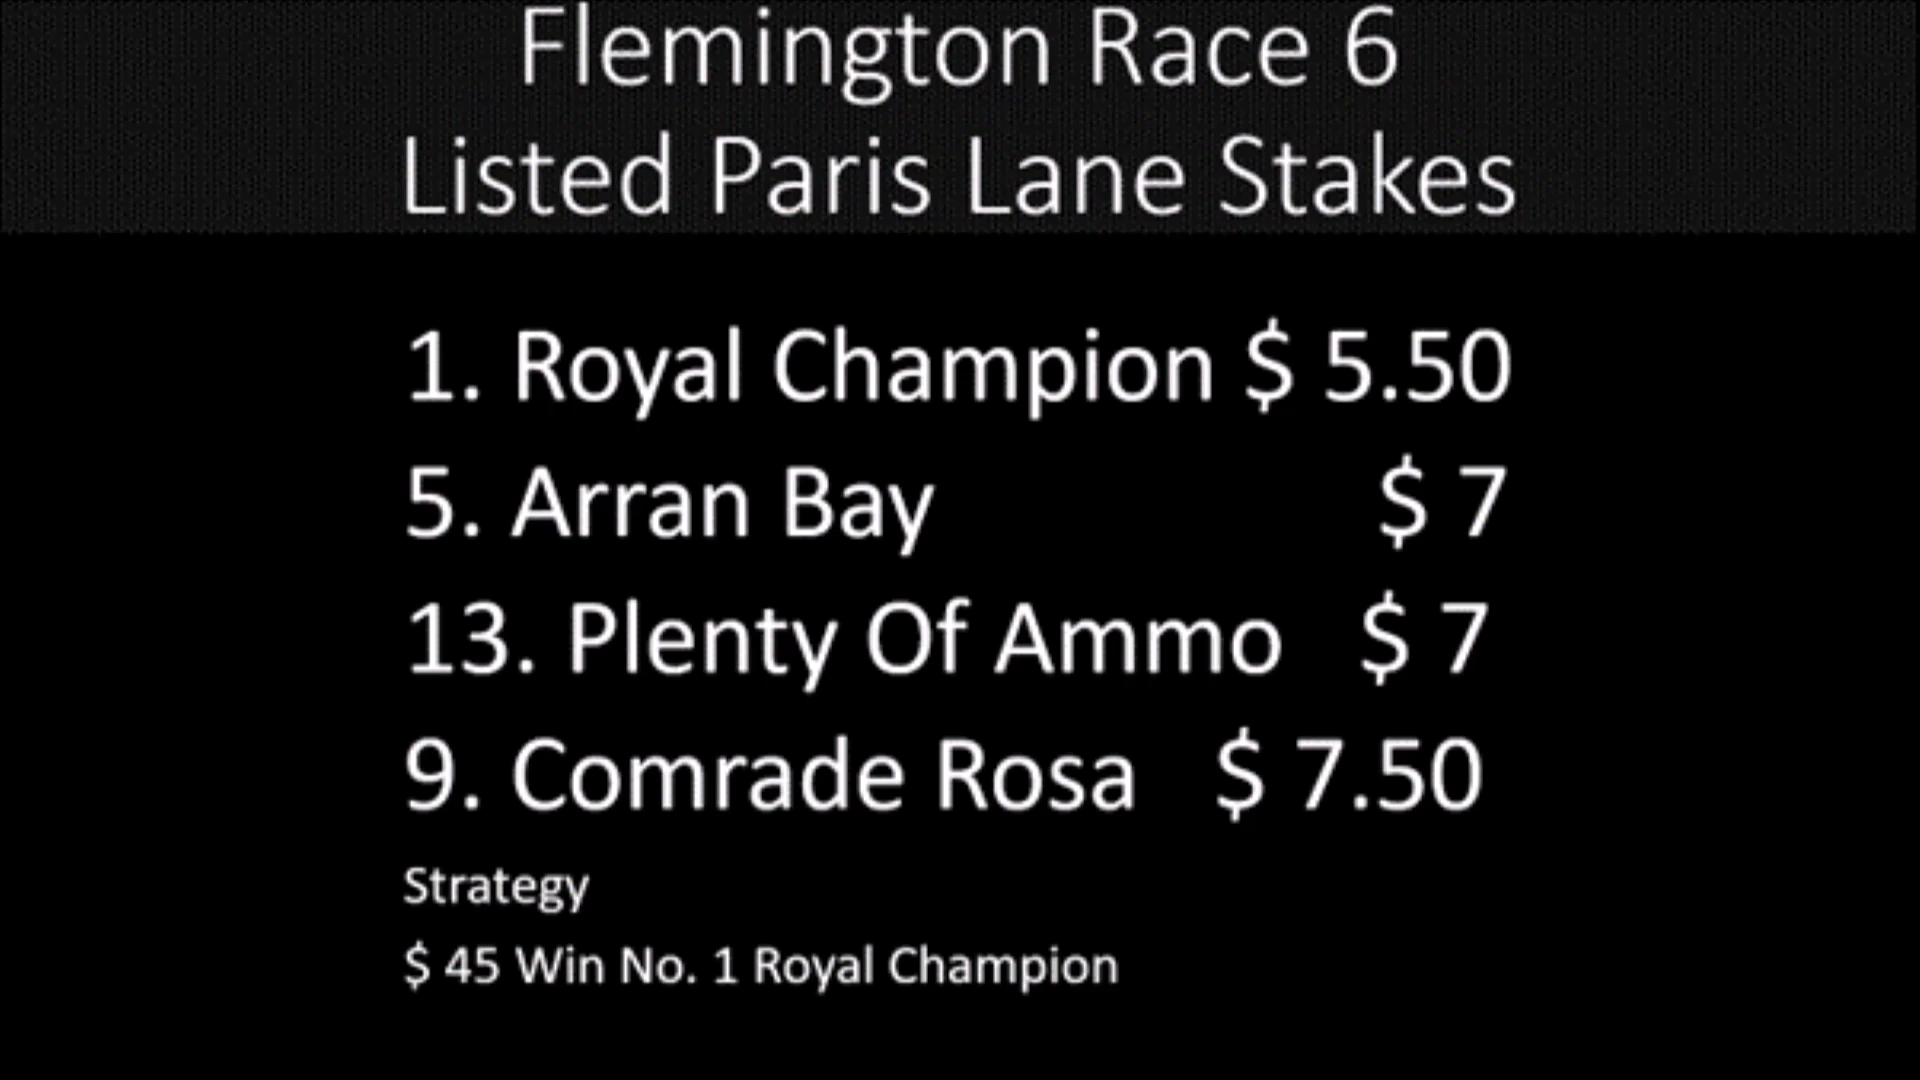 Flemington Race 6
Listed Paris Lane Stakes
1. Royal Champion $ 5.50
5. Arran Bay $ 7
13. Plenty Of Ammo $ 7
9. Comrade Rosa $ 7.50
Strategy
$ 45 Win No. 1 Royal Champion